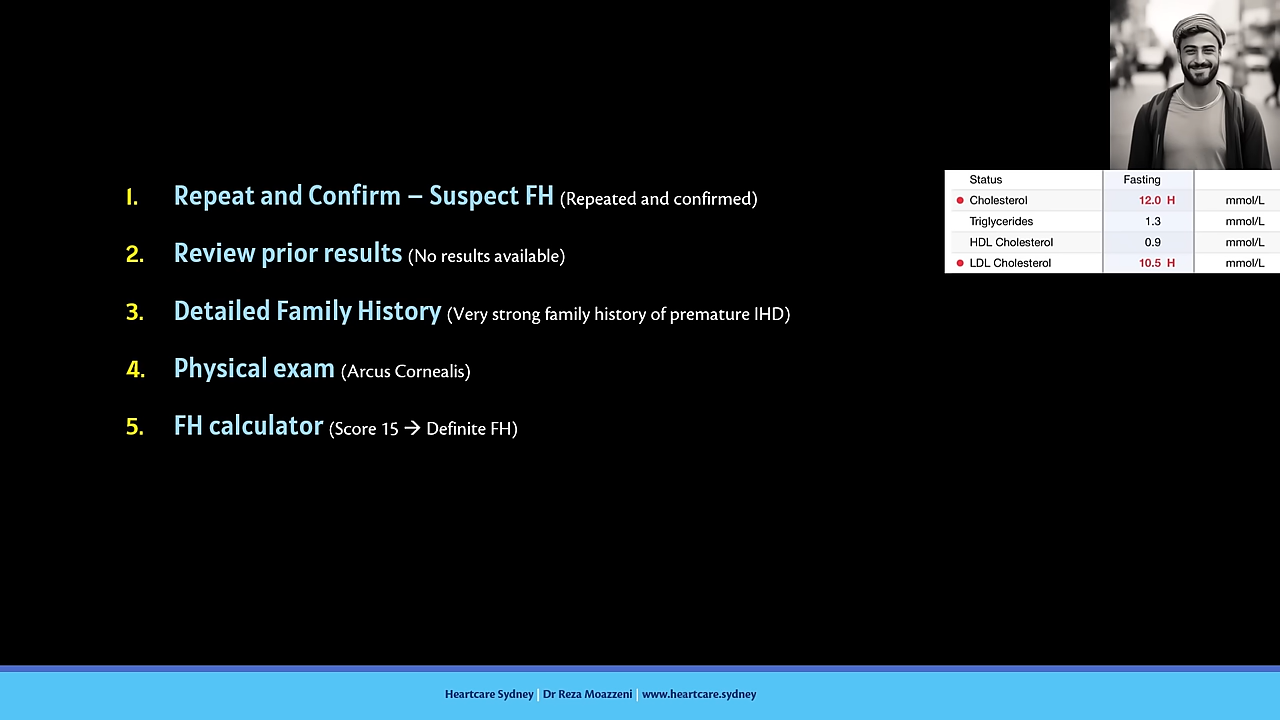 1. Repeat and Confirm – Suspect FH (Repeated and confirmed)
2. Review prior results (No results available)
3. Detailed Family History (Very strong family history of premature IHD)
4. Physical exam (Arcus Cornealis)
5. FH calculator (Score 15 → Definite FH)
Status Fasting
Cholesterol 12.0 H mmol/L
Triglycerides 1.3 mmol/L
HDL Cholesterol 0.9 mmol/L
LDL Cholesterol 10.5 H mmol/L
Heartcare Sydney | Dr Reza Moazzeni | www.heartcare.sydney